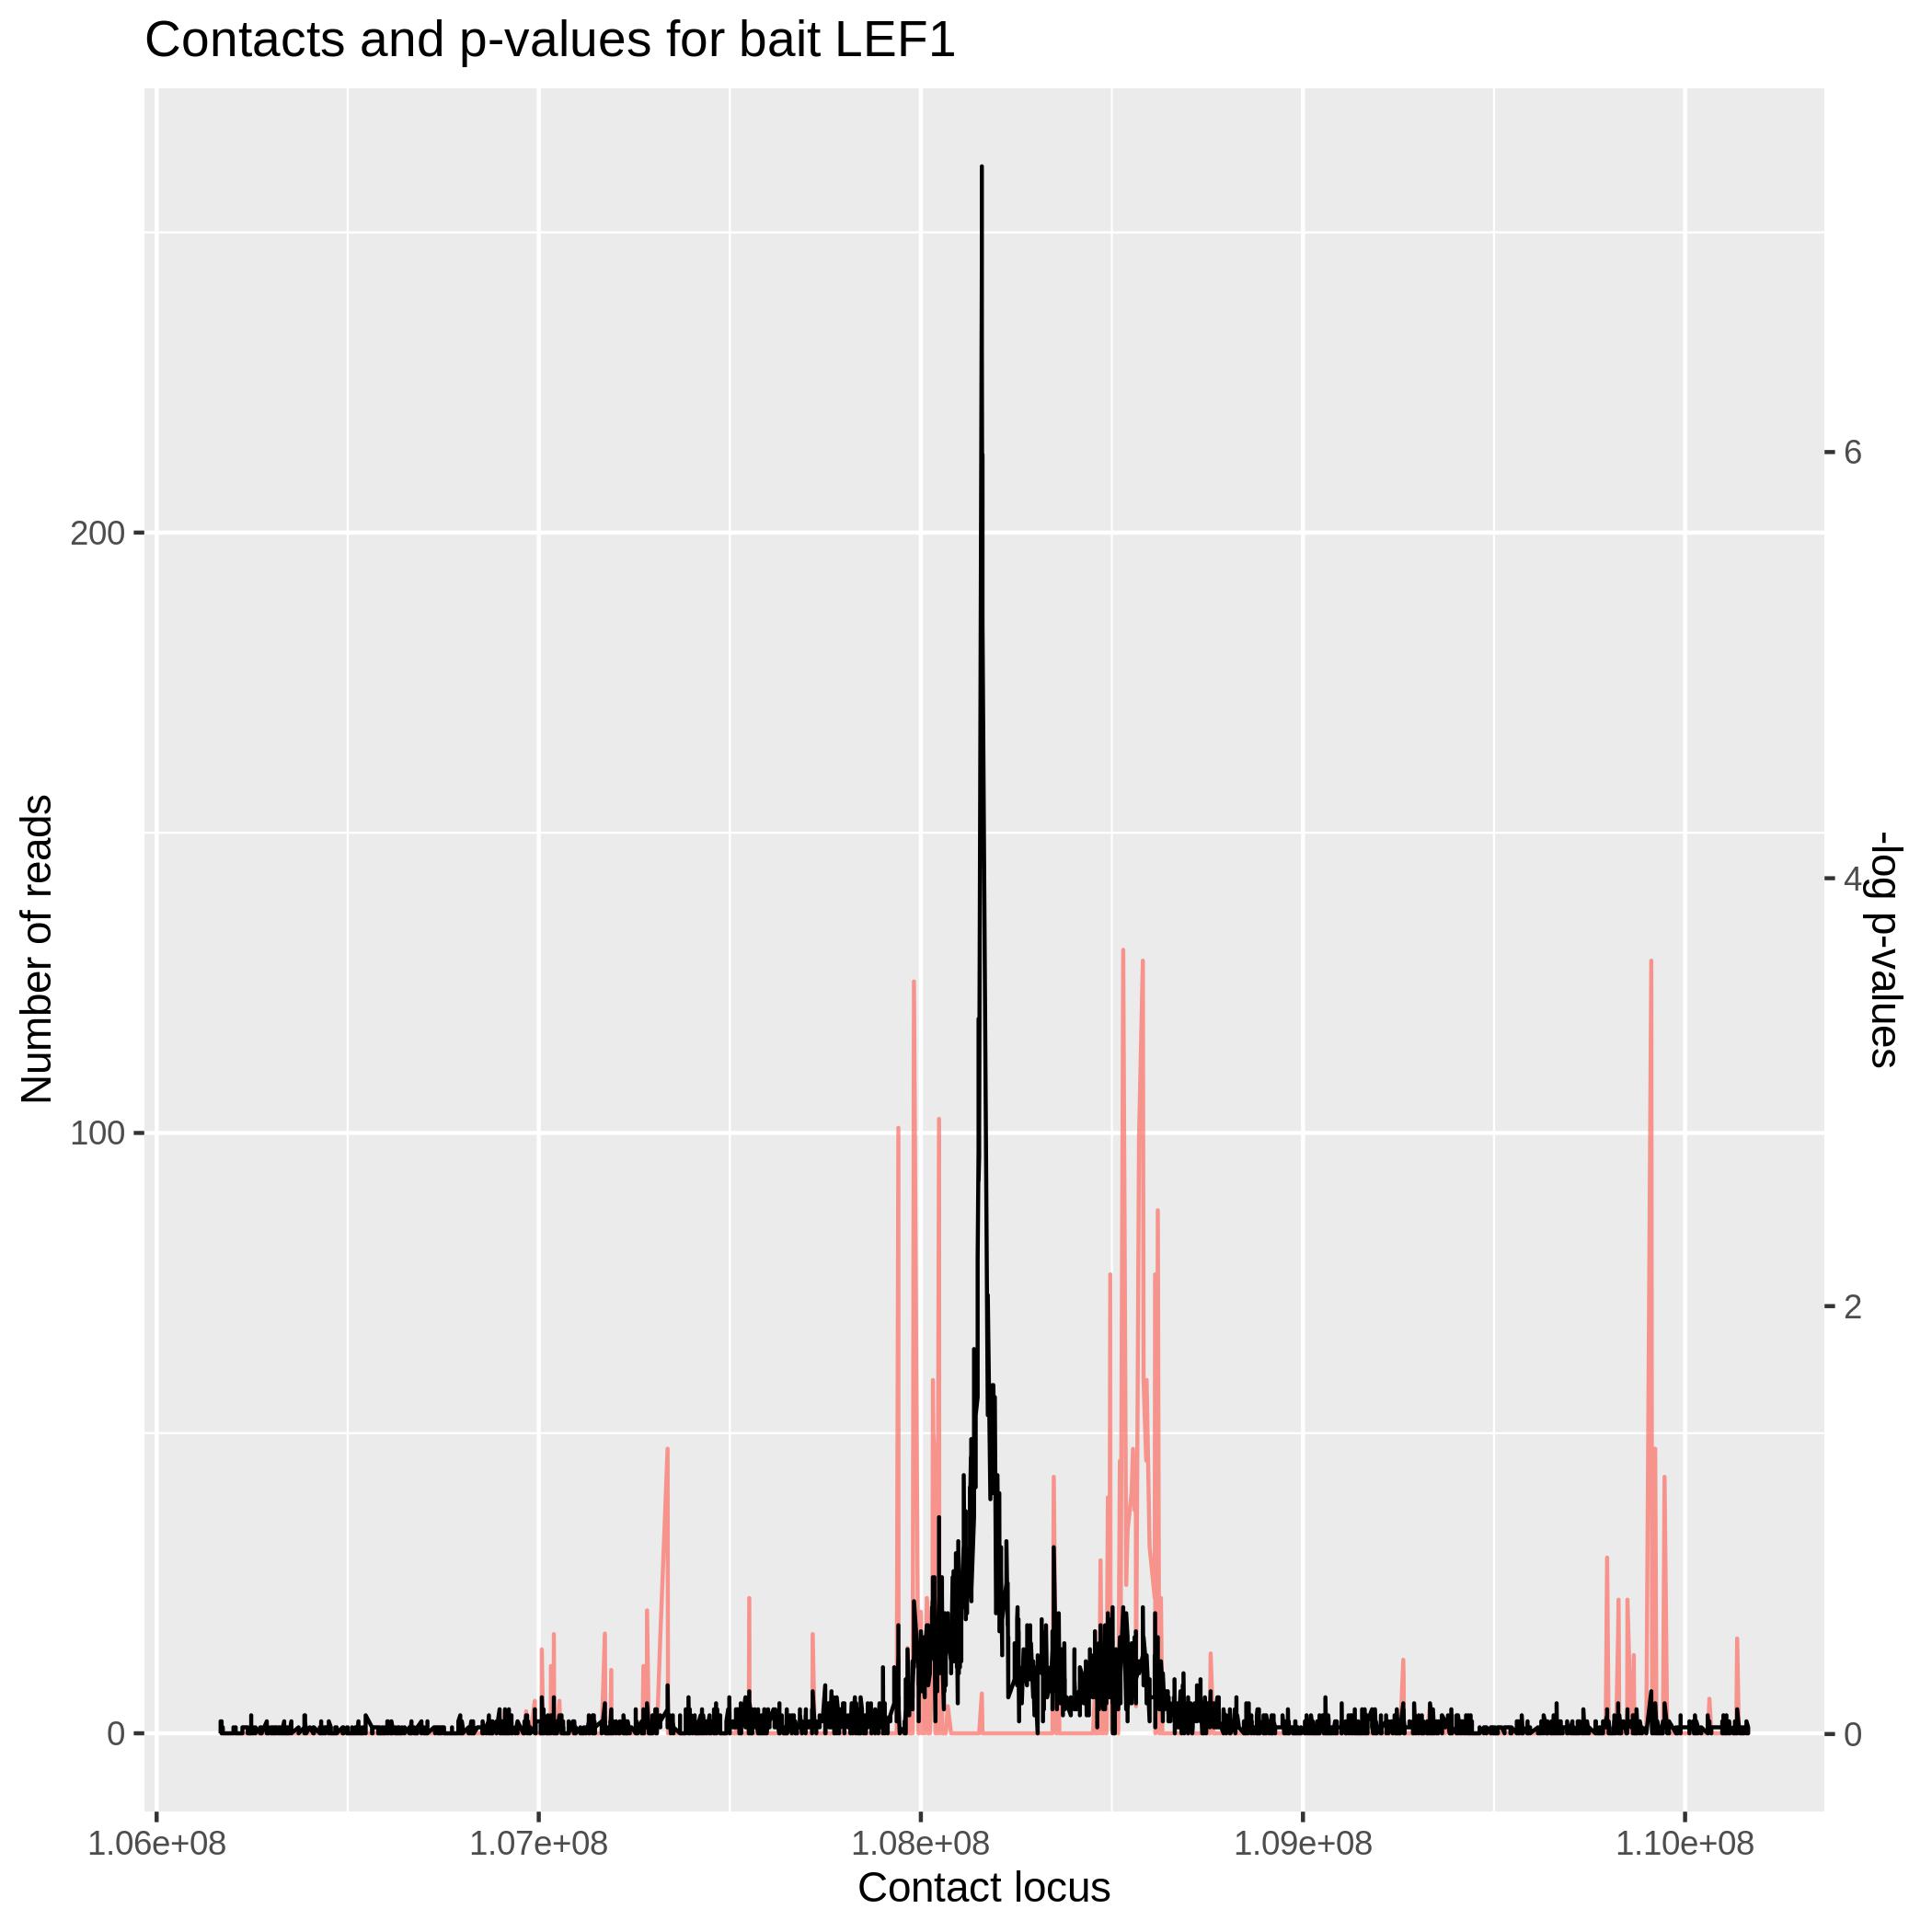 Contacts and p-values for bait LEF1
Number of reads
200
100
0
6
4
2
0
-log p-values
1.06e+08
1.07e+08
1.08e+08
1.09e+08
1.10e+08
Contact locus